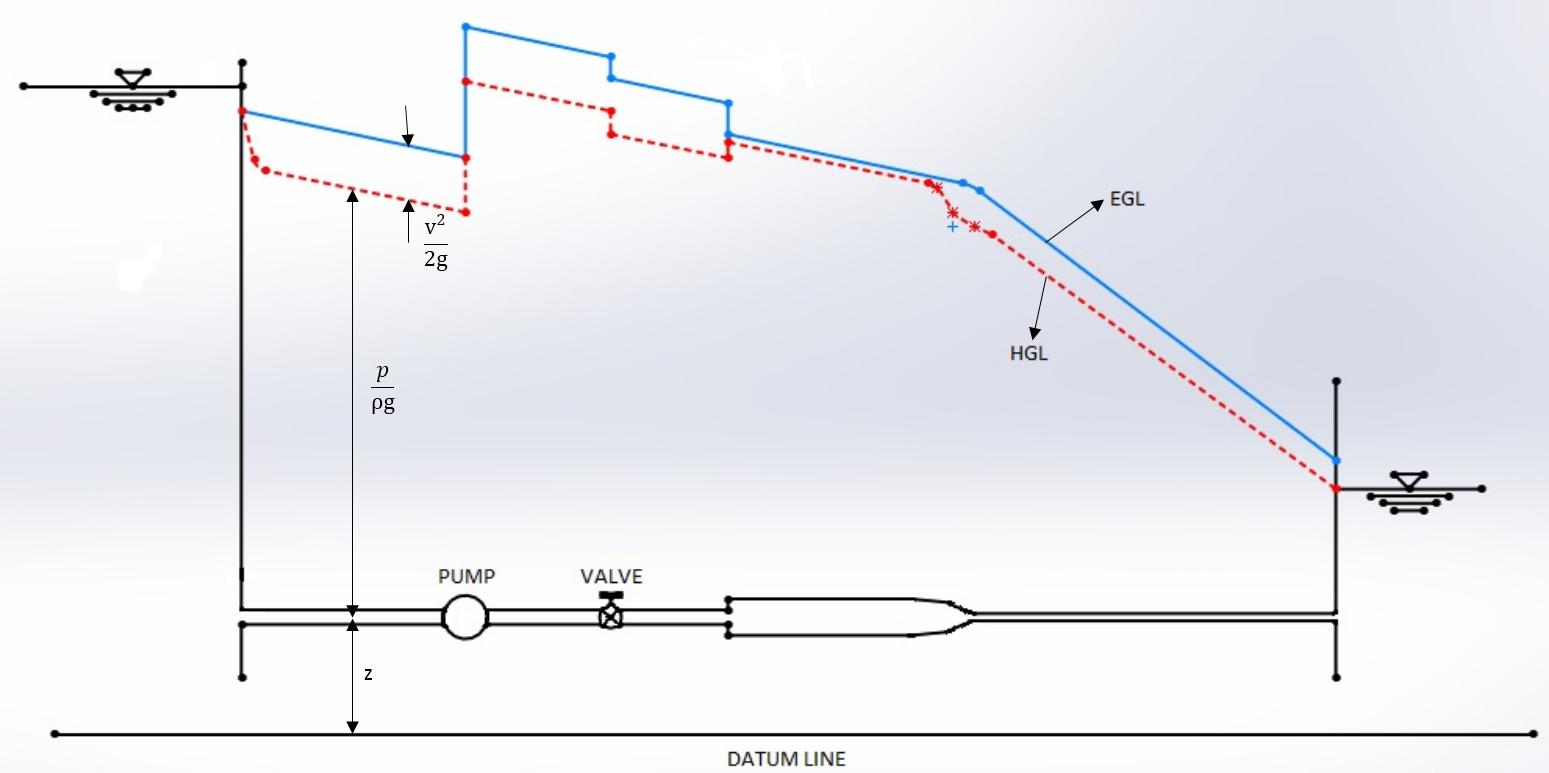 EGL
v²
2g
HGL
p
ρg
PUMP
VALVE
z
DATUM LINE